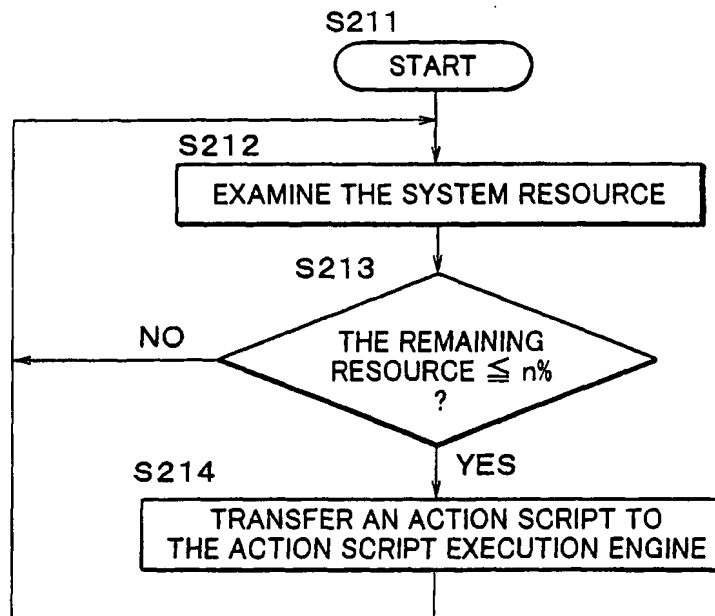 S211
START
S212
EXAMINE THE SYSTEM RESOURCE
S213
NO
THE REMAINING
RESOURCE ≦ n%
?
YES
S214
TRANSFER AN ACTION SCRIPT TO
THE ACTION SCRIPT EXECUTION ENGINE